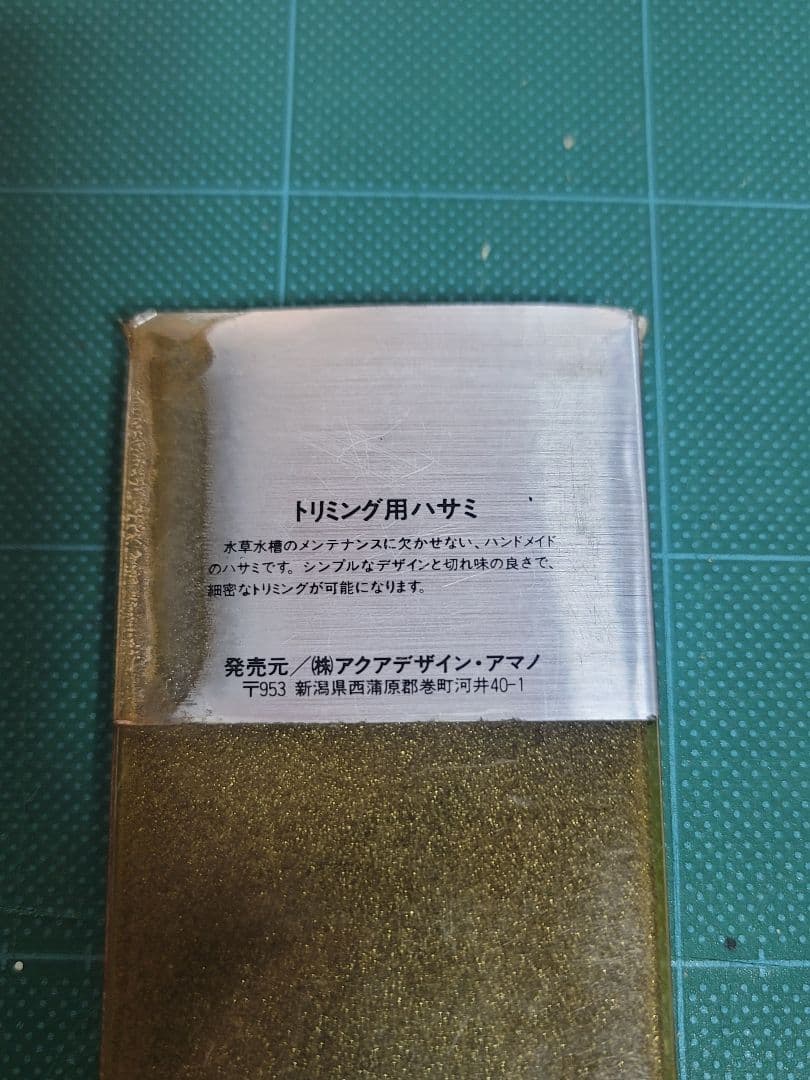 トリミング用ハサミ
水草水槽のメンテナンスに欠かせない、ハンドメイド
のハサミです。シンプルなデザインと切れ味の良さで、
細密なトリミングが可能になります。
発売元／㈱アクアデザイン・アマノ
〒953 新潟県西蒲原郡巻町河井40-1